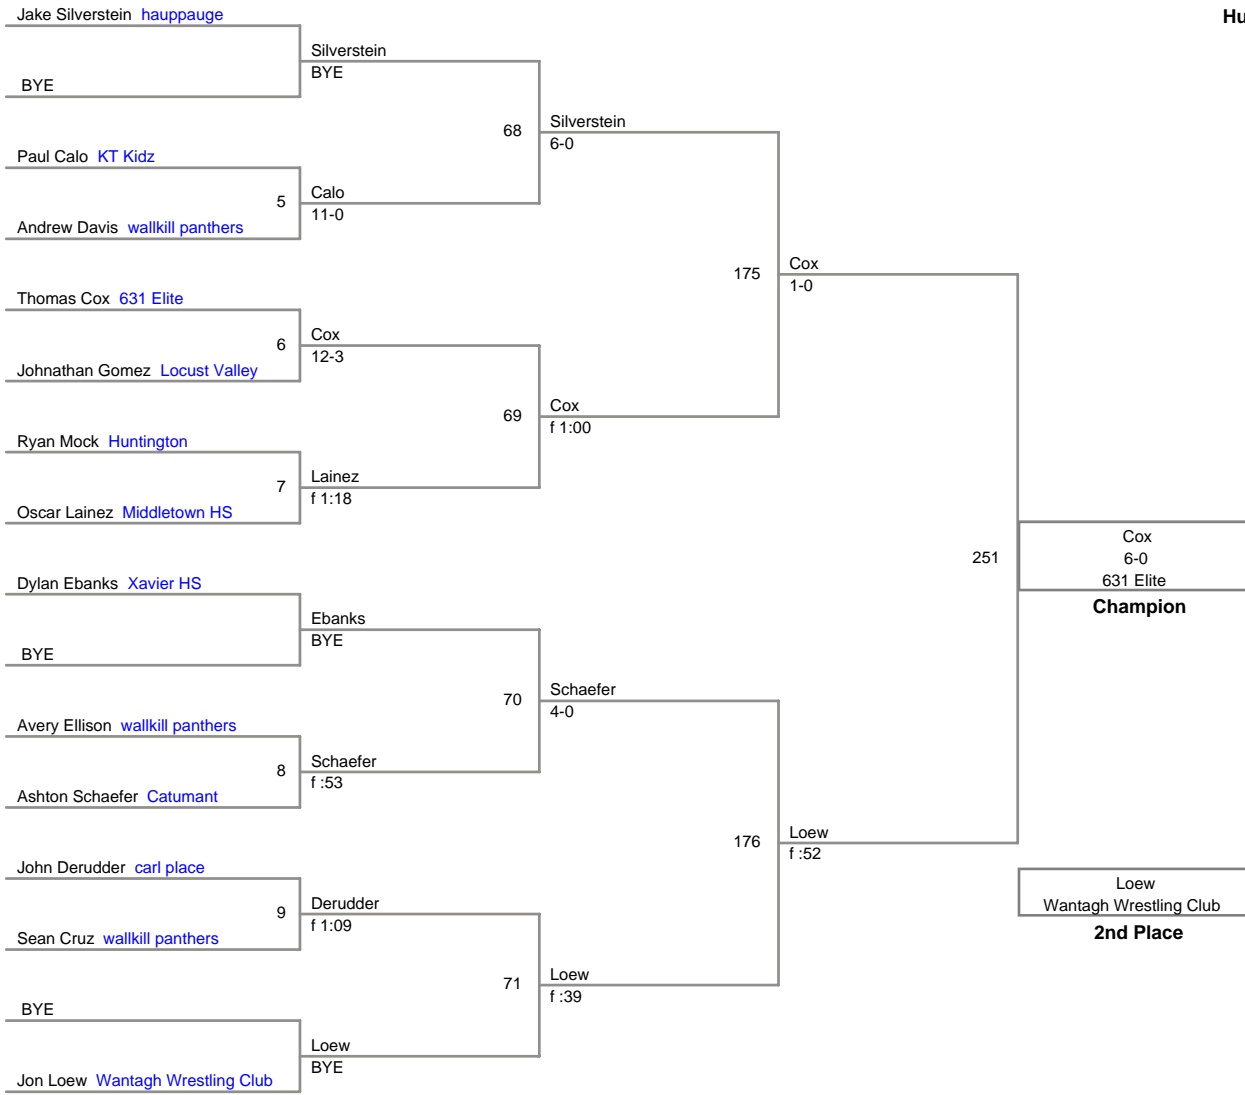 Jake Silverstein hauppauge
BYE
Paul Calo KT Kidz
Andrew Davis wallkill panthers
Thomas Cox 631 Elite
Johnathan Gomez Locust Valley
Ryan Mock Huntington
Oscar Lainez Middletown HS
Dylan Ebanks Xavier HS
BYE
Avery Ellison wallkill panthers
Ashton Schaefer Catumant
John Derudder carl place
Sean Cruz wallkill panthers
BYE
Jon Loew Wantagh Wrestling Club
Silverstein
BYE
5
Calo
11-0
6
Cox
12-3
7
Lainez
f 1:18
Ebanks
BYE
8
Schaefer
f :53
9
Derudder
f 1:09
Loew
BYE
68
Silverstein
6-0
69
Cox
f 1:00
70
Schaefer
4-0
71
Loew
f :39
175
Cox
1-0
176
Loew
f :52
251
Cox
6-0
631 Elite
Champion
Loew
Wantagh Wrestling Club
2nd Place
Hu